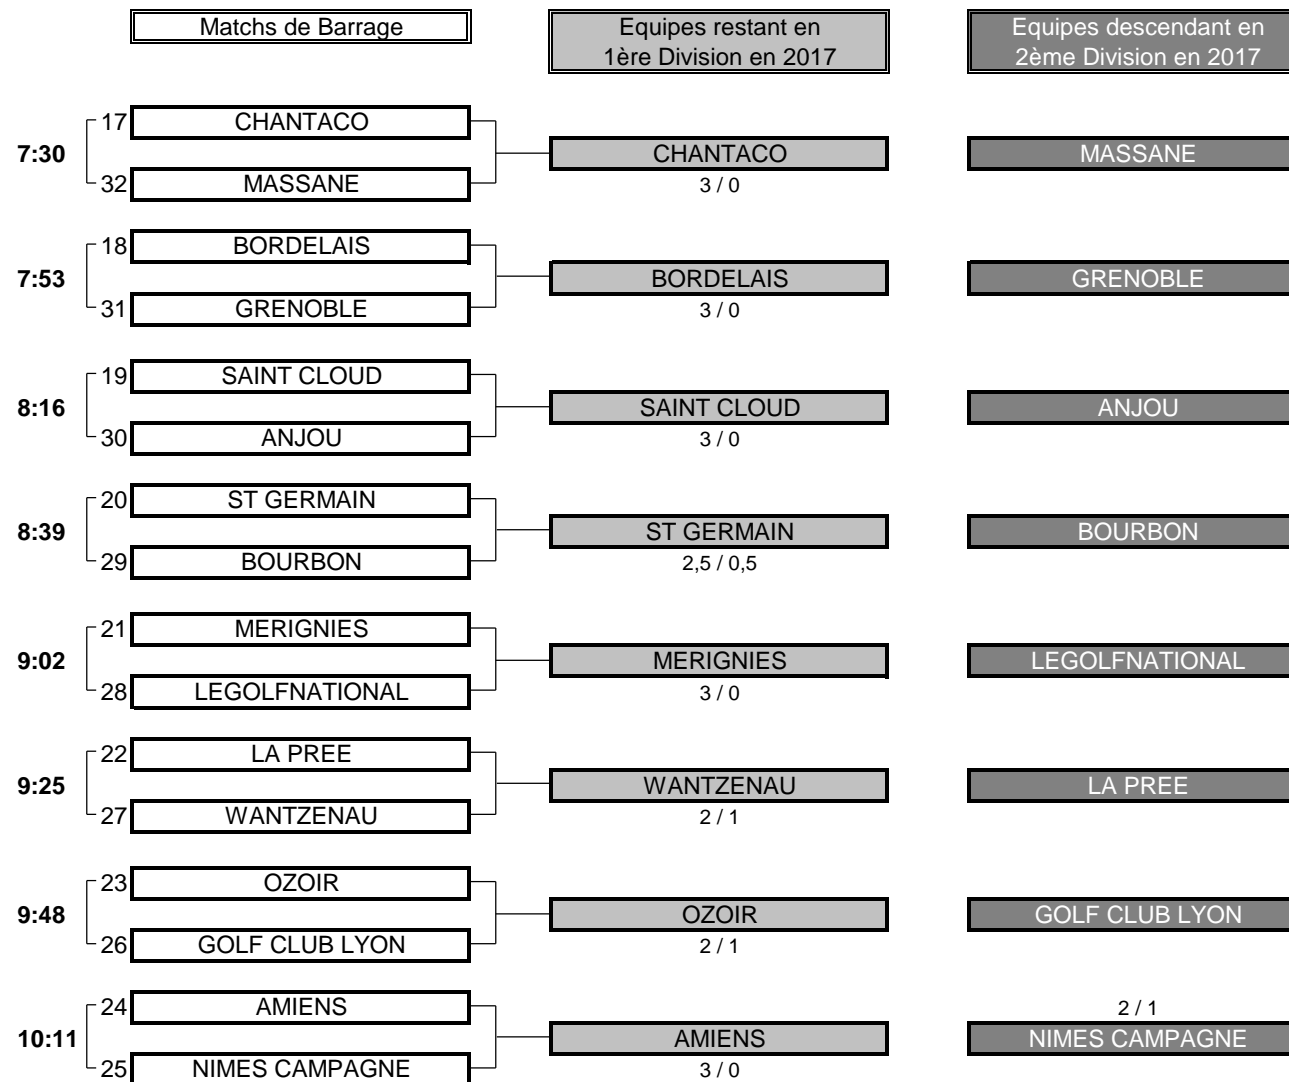 Matchs de Barrage
Equipes restant en
1ère Division en 2017
Equipes descendant en
2ème Division en 2017
17 CHANTACO
7:30 CHANTACO MASSANE
32 MASSANE 3 / 0
18 BORDELAIS
7:53 BORDELAIS GRENOBLE
31 GRENOBLE 3 / 0
19 SAINT CLOUD
8:16 SAINT CLOUD ANJOU
30 ANJOU 3 / 0
20 ST GERMAIN
8:39 ST GERMAIN BOURBON
29 BOURBON 2,5 / 0,5
21 MERIGNIES
9:02 MERIGNIES LEGOLFNATIONAL
28 LEGOLFNATIONAL 3 / 0
22 LA PREE
9:25 WANTZENAU LA PREE
27 WANTZENAU 2 / 1
23 OZOIR
9:48 OZOIR GOLF CLUB LYON
26 GOLF CLUB LYON 2 / 1
24 AMIENS 2 / 1
10:11 AMIENS NIMES CAMPAGNE
25 NIMES CAMPAGNE 3 / 0